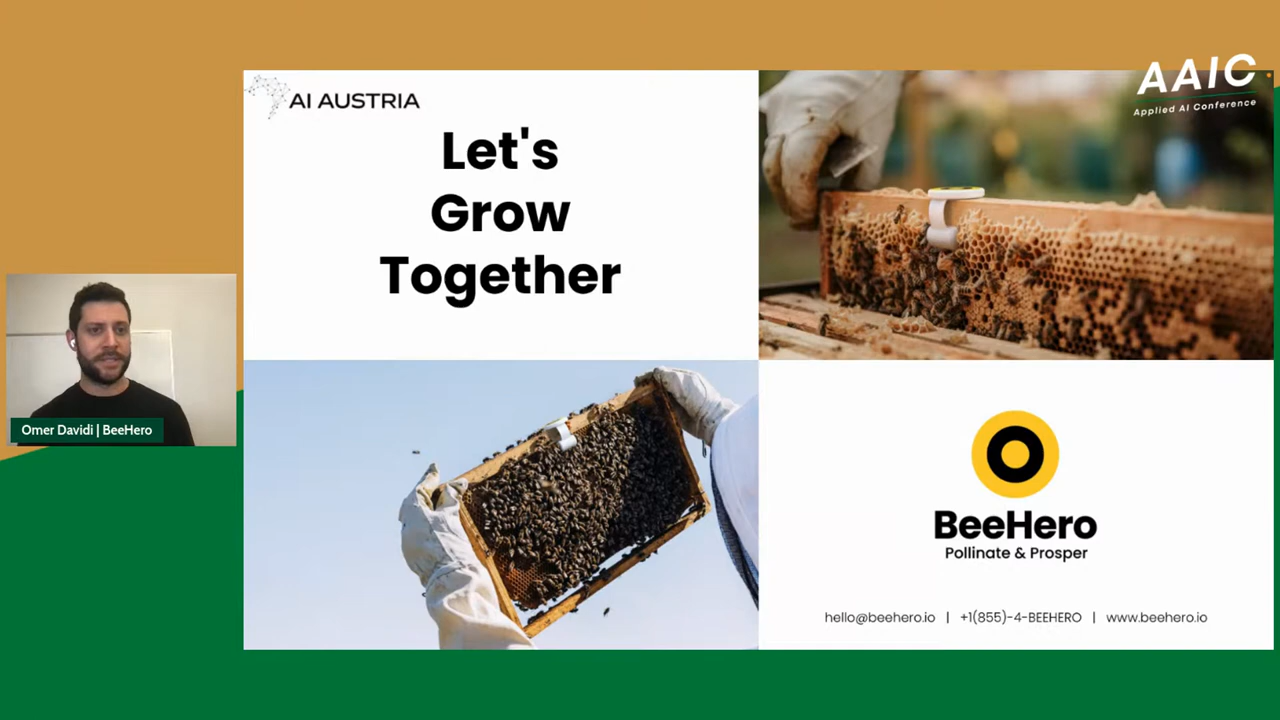 AI AUSTRIA
Let's
Grow
Together
AAIC
Applied AI Conference
Omer Davidi | BeeHero
BeeHero
Pollinate & Prosper
hello@beehero.io | +1(855)-4-BEEHERO | www.beehero.io